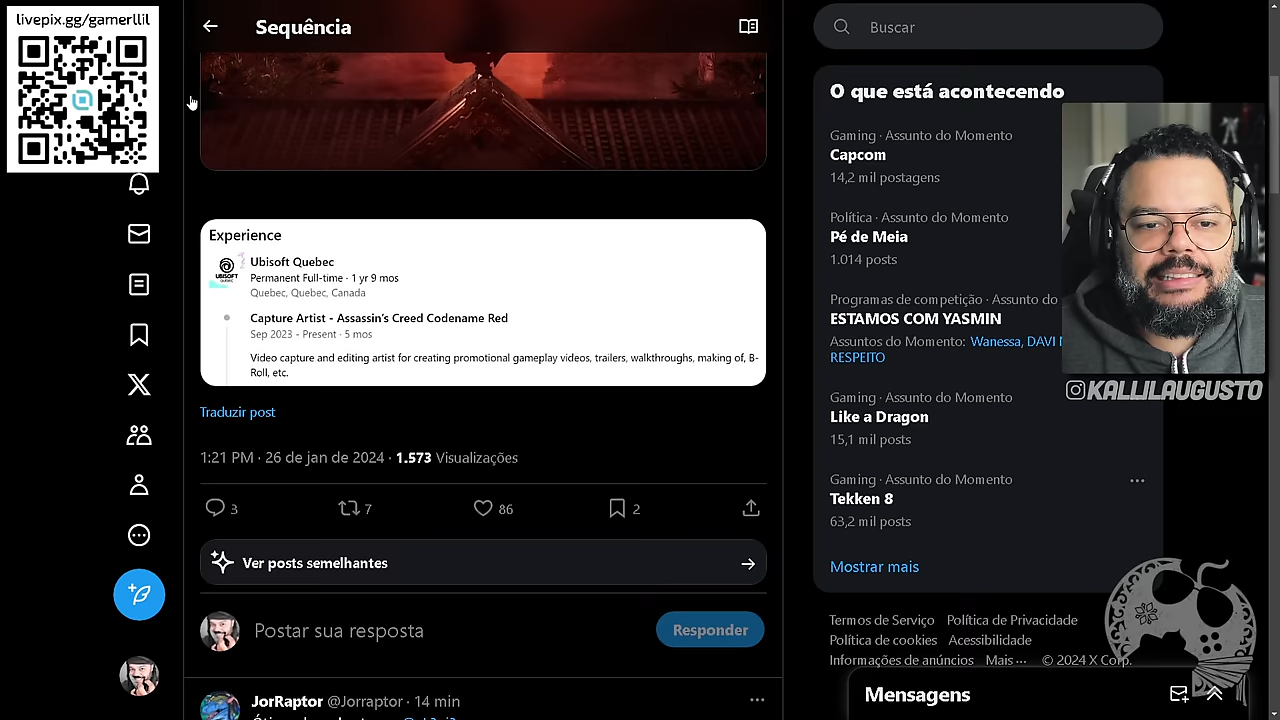 livepix.gg/gamerllil
Sequência
Experience
UBISOFT
Ubisoft Quebec
Permanent Full-time · 1 yr 9 mos
Quebec, Quebec, Canada
Capture Artist - Assassin's Creed Codename Red
Sep 2023 - Present · 5 mos
Video capture and editing artist for creating promotional gameplay videos, trailers, walkthroughs, making of, B-
Roll, etc.
Traduzir post
1:21 PM · 26 de jan de 2024 · 1.573 Visualizações
3
7
86
2
Ver posts semelhantes
Postar sua resposta
Responder
JorRaptor @Jorraptor · 14 min
Buscar
O que está acontecendo
Gaming · Assunto do Momento
Capcom
14,2 mil postagens
Política · Assunto do Momento
Pé de Meia
1.014 posts
Programas de competição · Assunto do
ESTAMOS COM YASMIN
Assuntos do Momento: Wanessa, DAVI
RESPEITO
Gaming · Assunto do Momento
Like a Dragon
15,1 mil posts
Gaming · Assunto do Momento
Tekken 8
63,2 mil posts
Mostrar mais
Termos de Serviço Política de Privacidade
Política de cookies Acessibilidade
Informações de anúncios Mais ··· © 2024 X Corp.
Mensagens
KALLILAUGUSTO